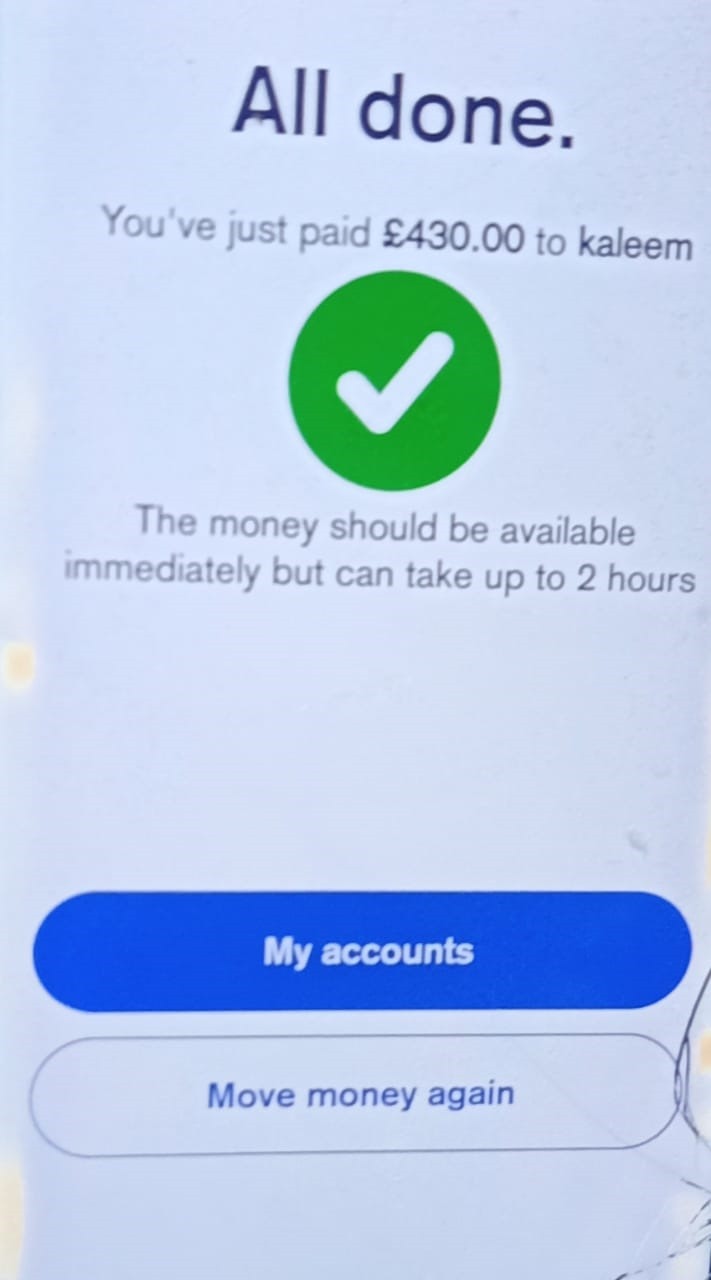 All done.
You've just paid £430.00 to kaleem
The money should be available
immediately but can take up to 2 hours
My accounts
Move money again